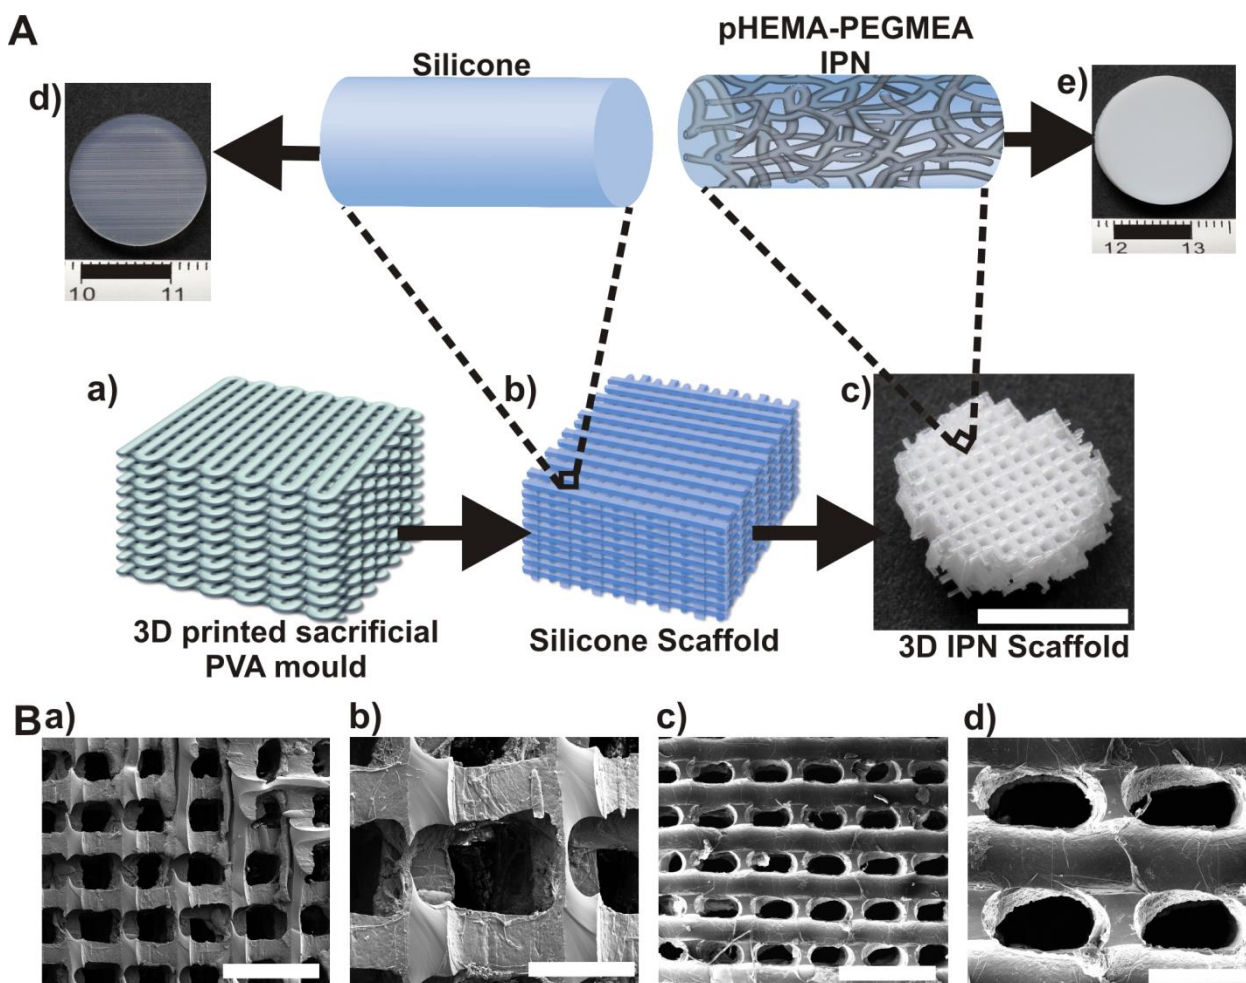 A
pHEMA-PEGMEA
IPN
Silicone
d)
e)
10 11
12 13
a)
b)
c)
3D printed sacrificial
PVA mould
Silicone Scaffold
3D IPN Scaffold
B
a)
b)
c)
d)